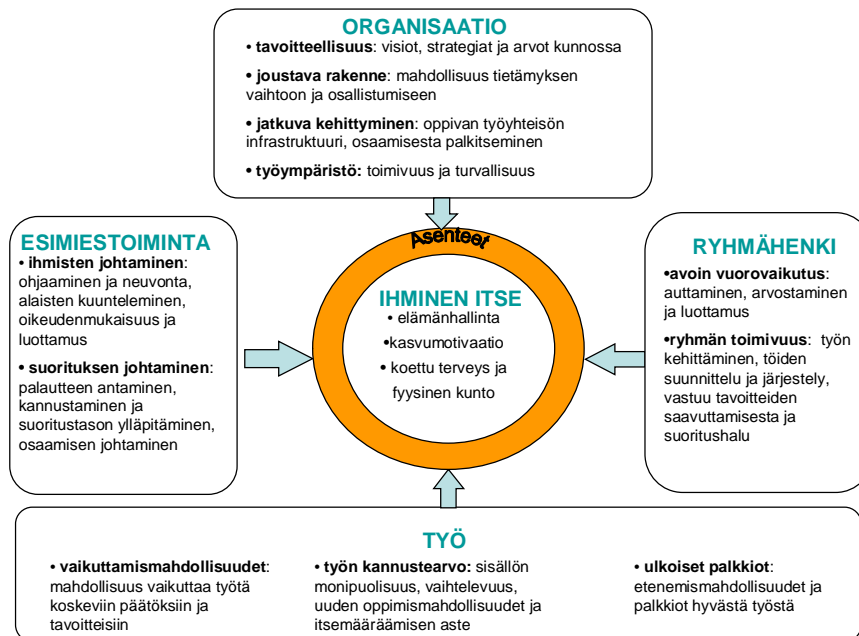 ORGANISAATIO
• tavoitteellisuus: visiot, strategiat ja arvot kunnossa
• joustava rakenne: mahdollisuus tietämyksen
vaihtoon ja osallistumiseen
• jatkuva kehittyminen: oppivan työyhteisön
infrastruktuuri, osaamisesta palkitseminen
• työympäristö: toimivuus ja turvallisuus
ESIMIESTOIMINTA
• ihmisten johtaminen:
ohjaaminen ja neuvonta,
alaisten kuunteleminen,
oikeudenmukaisuus ja
luottamus
• suorituksen johtaminen:
palautteen antaminen,
kannustaminen ja
suoritustason ylläpitäminen,
osaamisen johtaminen
Asenteet
IHMINEN ITSE
• elämänhallinta
•kasvumotivaatio
• koettu terveys ja
fyysinen kunto
RYHMÄHENKI
•avoin vuorovaikutus:
auttaminen, arvostaminen
ja luottamus
•ryhmän toimivuus: työn
kehittäminen, töiden
suunnittelu ja järjestely,
vastuu tavoitteiden
saavuttamisesta ja
suoritushalu
TYÖ
• vaikuttamismahdollisuudet:
mahdollisuus vaikuttaa työtä
koskeviin päätöksiin ja
tavoitteisiin
• työn kannustearvo: sisällön
monipuolisuus, vaihtelevuus,
uuden oppimismahdollisuudet ja
itsemääräämisen aste
• ulkoiset palkkiot:
etenemismahdollisuudet ja
palkkiot hyvästä työstä